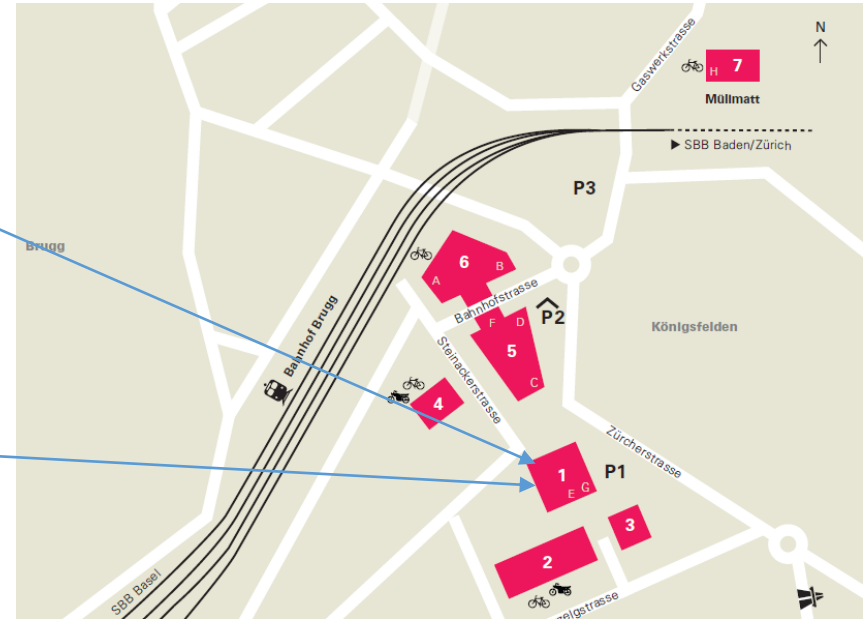 N
Gaswerkstrasse
H 7
Müllmatt
▶ SBB Baden/Zürich
P3
Brugg
6
A
B
Bahnhofstrasse
P2
F
D
5
C
Königsfelden
Bahnhof Brugg
Steinackerstrasse
4
Zürcherstrasse
1
E
G
P1
3
2
SBB Basel
zelgstrasse